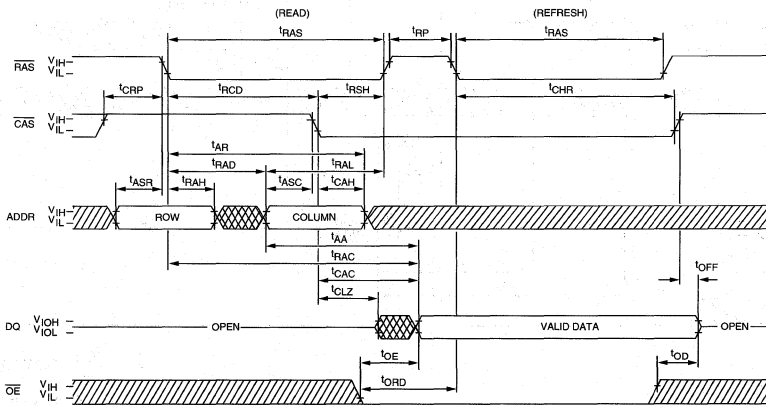 (READ) (REFRESH)
tRAS tRP tRAS
RAS VIH VIL
tCRP tRCD tRSH tCHR
CAS VIH VIL
tAR
tRAD tRAL
tASR tRAH tASC tCAH
ADDR VIH VIL ROW COLUMN
tAA
tRAC
tCAC tOFF
tCLZ
DQ VIOH VIOL OPEN VALID DATA OPEN
tOE tOD
OE VIH VIL tORD